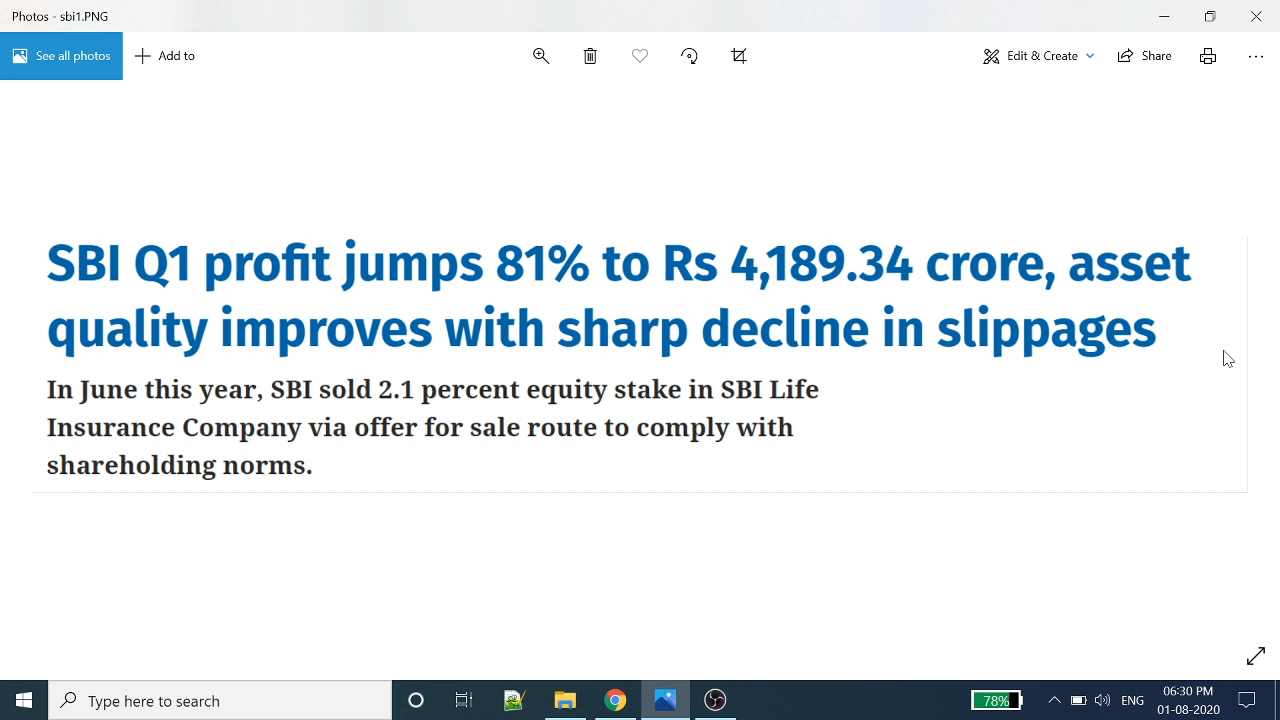 Photos - sbi1.PNG
See all photos
Add to
Edit & Create
Share
SBI Q1 profit jumps 81% to Rs 4,189.34 crore, asset
quality improves with sharp decline in slippages
In June this year, SBI sold 2.1 percent equity stake in SBI Life
Insurance Company via offer for sale route to comply with
shareholding norms.
Type here to search
78%
ENG
06:30 PM
01-08-2020